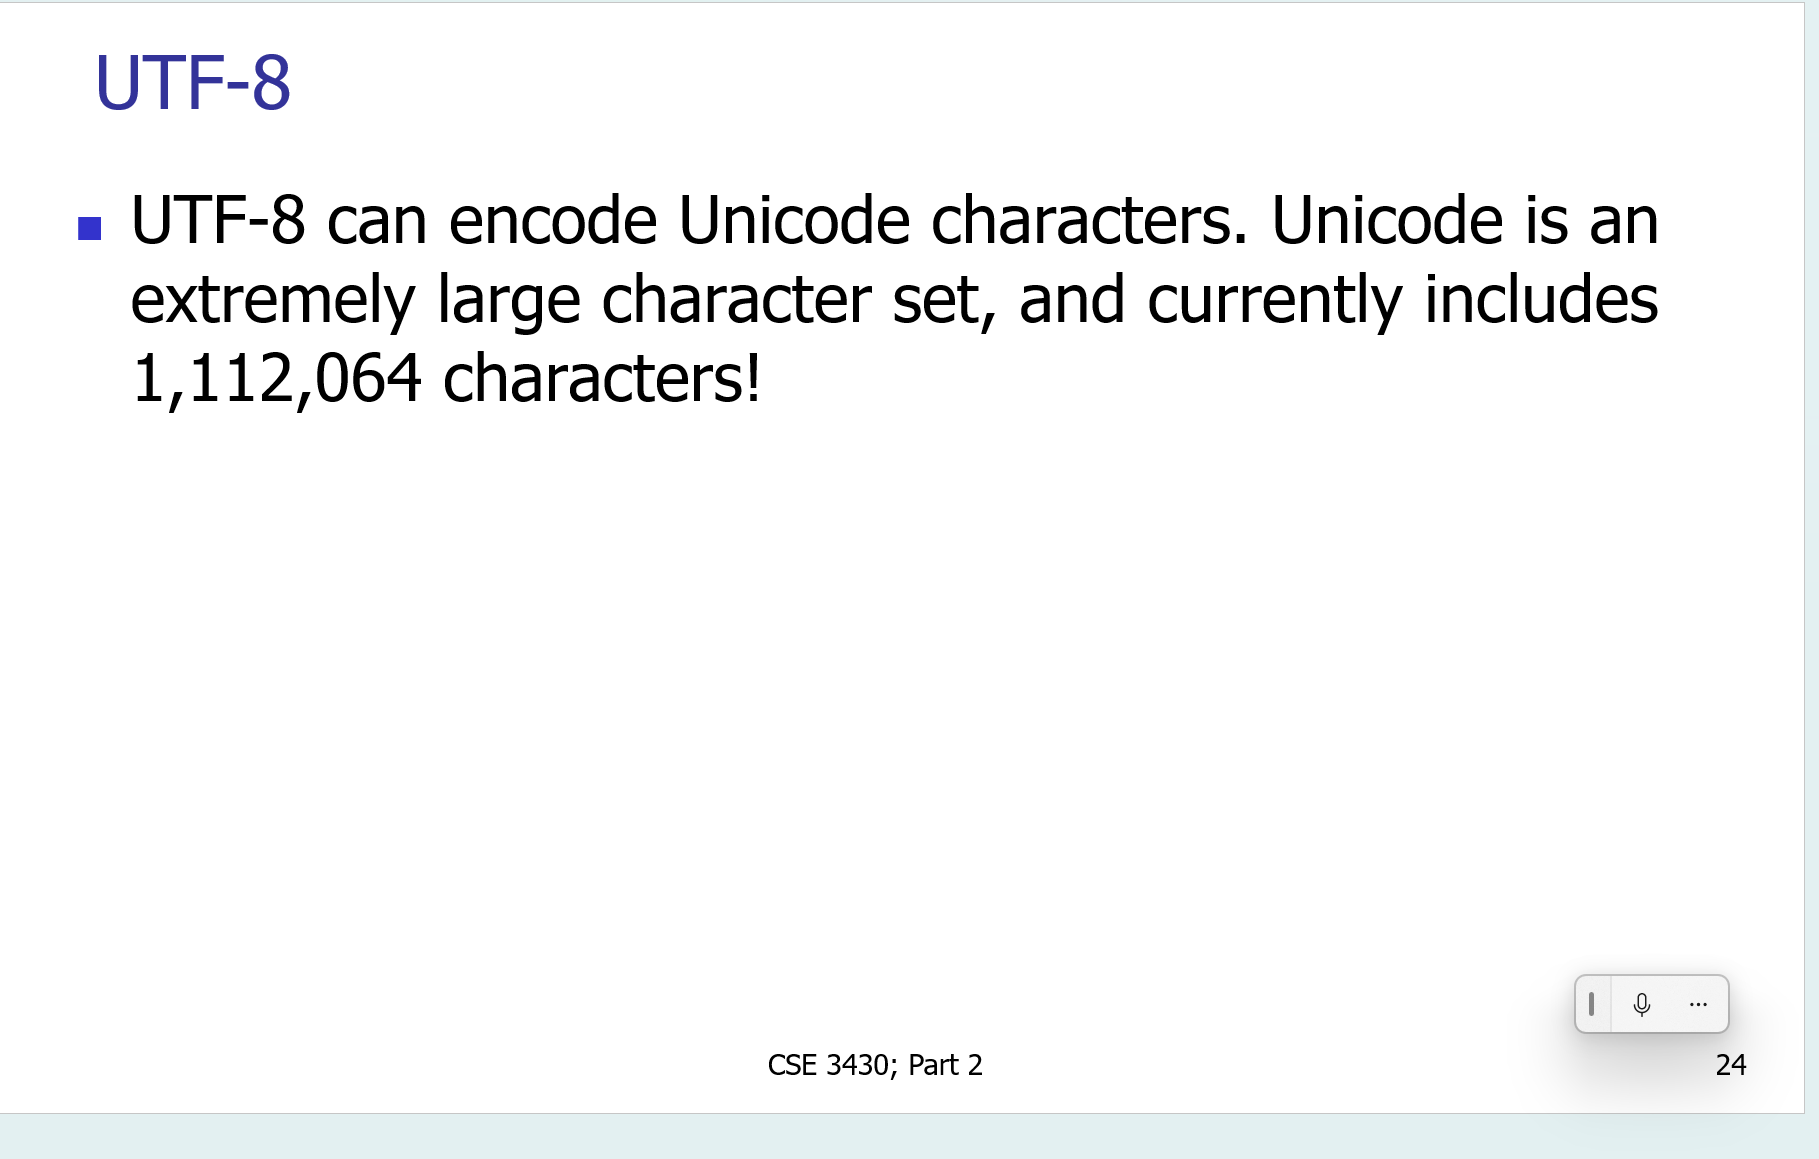 UTF-8
UTF-8 can encode Unicode characters. Unicode is an
extremely large character set, and currently includes
1,112,064 characters!
CSE 3430; Part 2
24